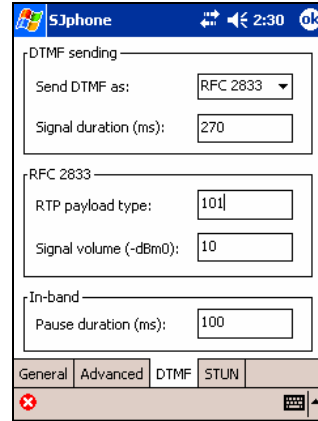 SJphone 2:30 ok
DTMF sending
Send DTMF as: RFC 2833
Signal duration (ms): 270
RFC 2833
RTP payload type: 101
Signal volume (-dBm0): 10
In-band
Pause duration (ms): 100
General Advanced DTMF STUN